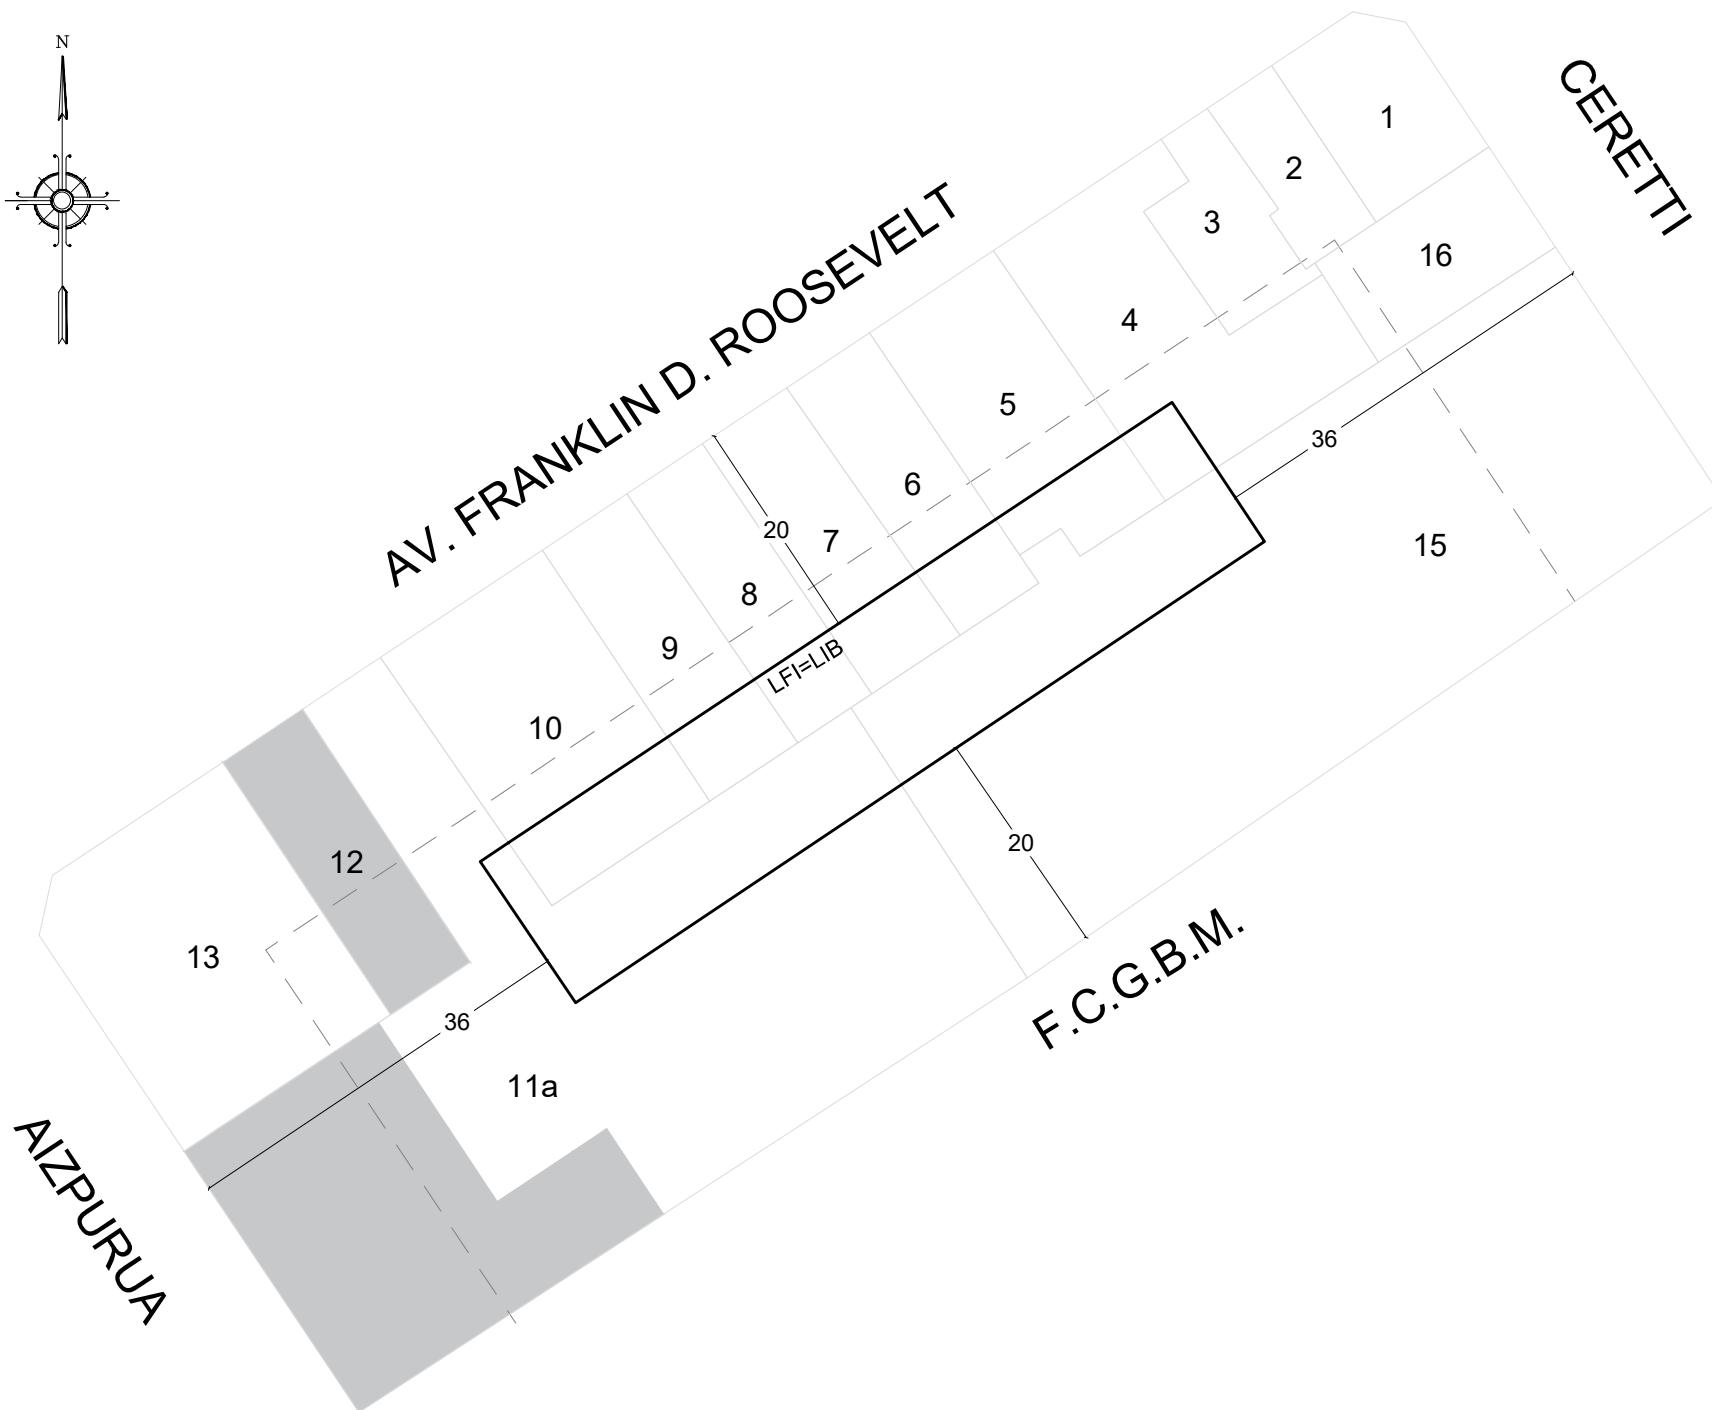 N
CERETTI
1
2
3
16
AV. FRANKLIN D. ROOSEVELT
4
5
36
6
20
7
15
8
LFI=LIB
9
10
12
20
13
F.C.G.B.M.
36
11a
AIZPURUA